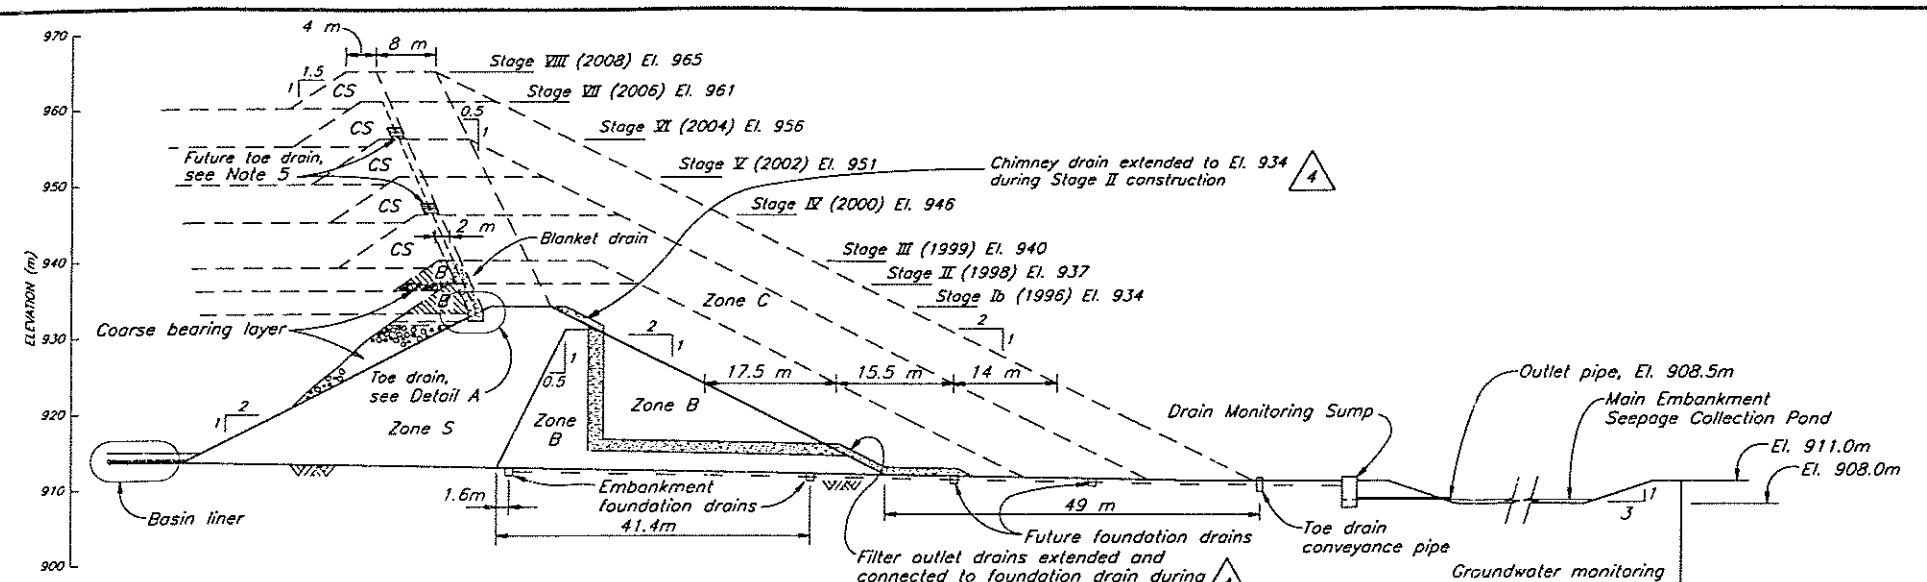 4 m
8 m
970
960
950
940
930
920
910
900
ELEVATION (m)
1.5
1
CS
CS
CS
CS
CS
Stage VIII (2008) El. 965
Stage VII (2006) El. 961
0.5
1
Stage VI (2004) El. 956
Future toe drain,
see Note 5
Stage V (2002) El. 951
Chimney drain extended to El. 934
during Stage II construction
4
Stage IV (2000) El. 946
2 m
Blanket drain
Stage III (1999) El. 940
Stage II (1998) El. 937
Stage Ib (1996) El. 934
B
B
Zone C
Coarse bearing layer
2
1
2
1
0.5
1
17.5 m
15.5 m
14 m
Toe drain,
see Detail A
Outlet pipe, El. 908.5m
Main Embankment
Seepage Collection Pond
Drain Monitoring Sump
2
1
Zone S
Zone
B
Zone B
El. 911.0m
El. 908.0m
1
3
Basin liner
1.6m
Embankment
foundation drains
41.4m
49 m
Future foundation drains
Toe drain
conveyance pipe
Filter outlet drains extended and
connected to foundation drain during
Groundwater monitoring